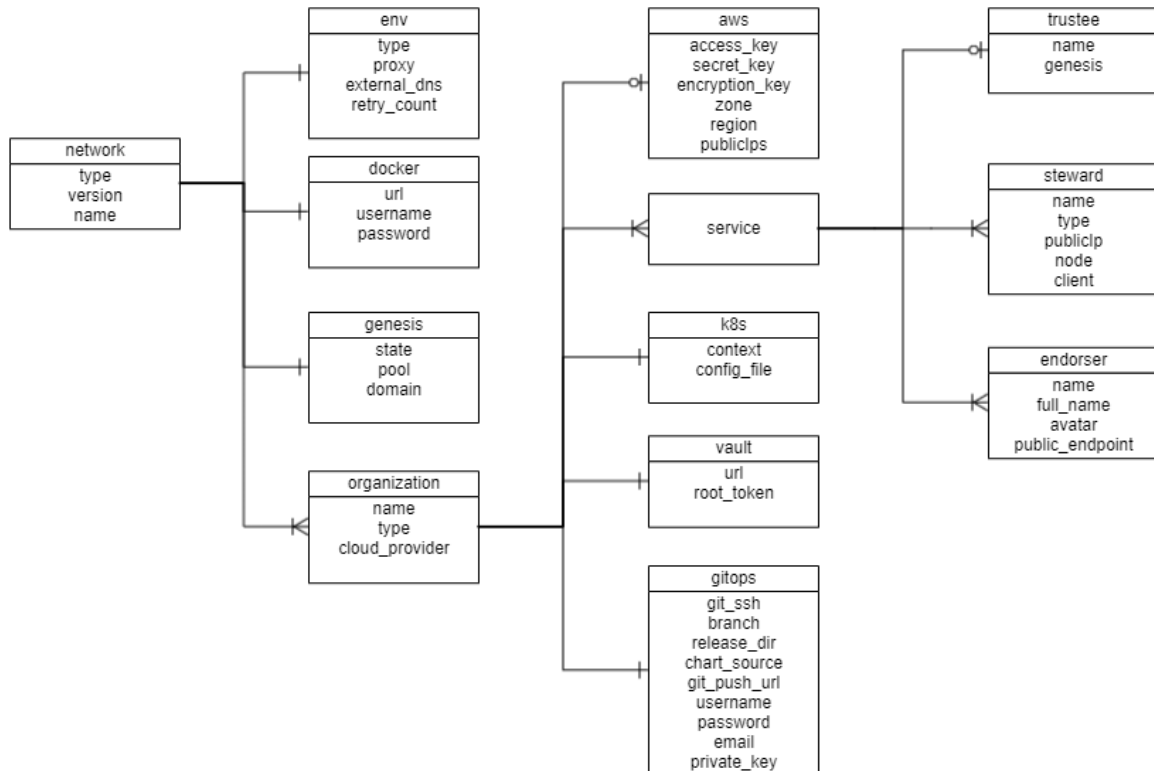 network
type
version
name
env
type
proxy
external_dns
retry_count
docker
url
username
password
genesis
state
pool
domain
organization
name
type
cloud_provider
aws
access_key
secret_key
encryption_key
zone
region
publicIps
service
k8s
context
config_file
vault
url
root_token
gitops
git_ssh
branch
release_dir
chart_source
git_push_url
username
password
email
private_key
trustee
name
genesis
steward
name
type
publicIp
node
client
endorser
name
full_name
avatar
public_endpoint